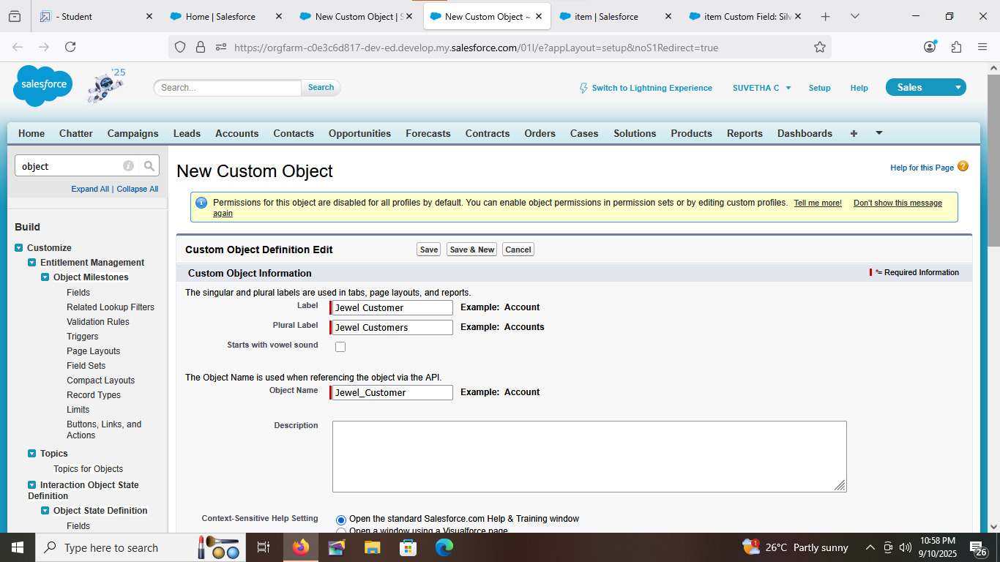 - Student
Home | Salesforce
New Custom Object | S
New Custom Object ~
item | Salesforce
item Custom Field: Silv
https://orgfarm-c0e3c6d817-dev-ed.develop.my.salesforce.com/01I/e?appLayout=setup&noS1Redirect=true
salesforce
'25
Search...
Search
Switch to Lightning Experience
SUVETHA C
Setup
Help
Sales
Home Chatter Campaigns Leads Accounts Contacts Opportunities Forecasts Contracts Orders Cases Solutions Products Reports Dashboards +
object
Expand All | Collapse All
Build
Customize
Entitlement Management
Object Milestones
Fields
Related Lookup Filters
Validation Rules
Triggers
Page Layouts
Field Sets
Compact Layouts
Record Types
Limits
Buttons, Links, and
Actions
Topics
Topics for Objects
Interaction Object State
Definition
Object State Definition
Fields
New Custom Object
Help for this Page ?
Permissions for this object are disabled for all profiles by default. You can enable object permissions in permission sets or by editing custom profiles. Tell me more! Don't show this message
again
Custom Object Definition Edit
Save
Save & New
Cancel
Custom Object Information
*= Required Information
The singular and plural labels are used in tabs, page layouts, and reports.
Label Jewel Customer Example: Account
Plural Label Jewel Customers Example: Accounts
Starts with vowel sound
The Object Name is used when referencing the object via the API.
Object Name Jewel_Customer Example: Account
Description
Context-Sensitive Help Setting Open the standard Salesforce.com Help & Training window
Open a window using a Visualforce page
Type here to search
1
26°C Partly sunny
10:58 PM
9/10/2025
26